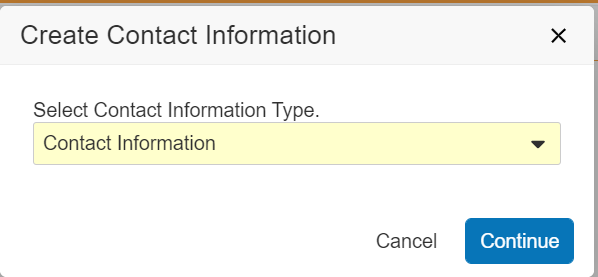 Create Contact Information
Select Contact Information Type.
Contact Information
Cancel
Continue